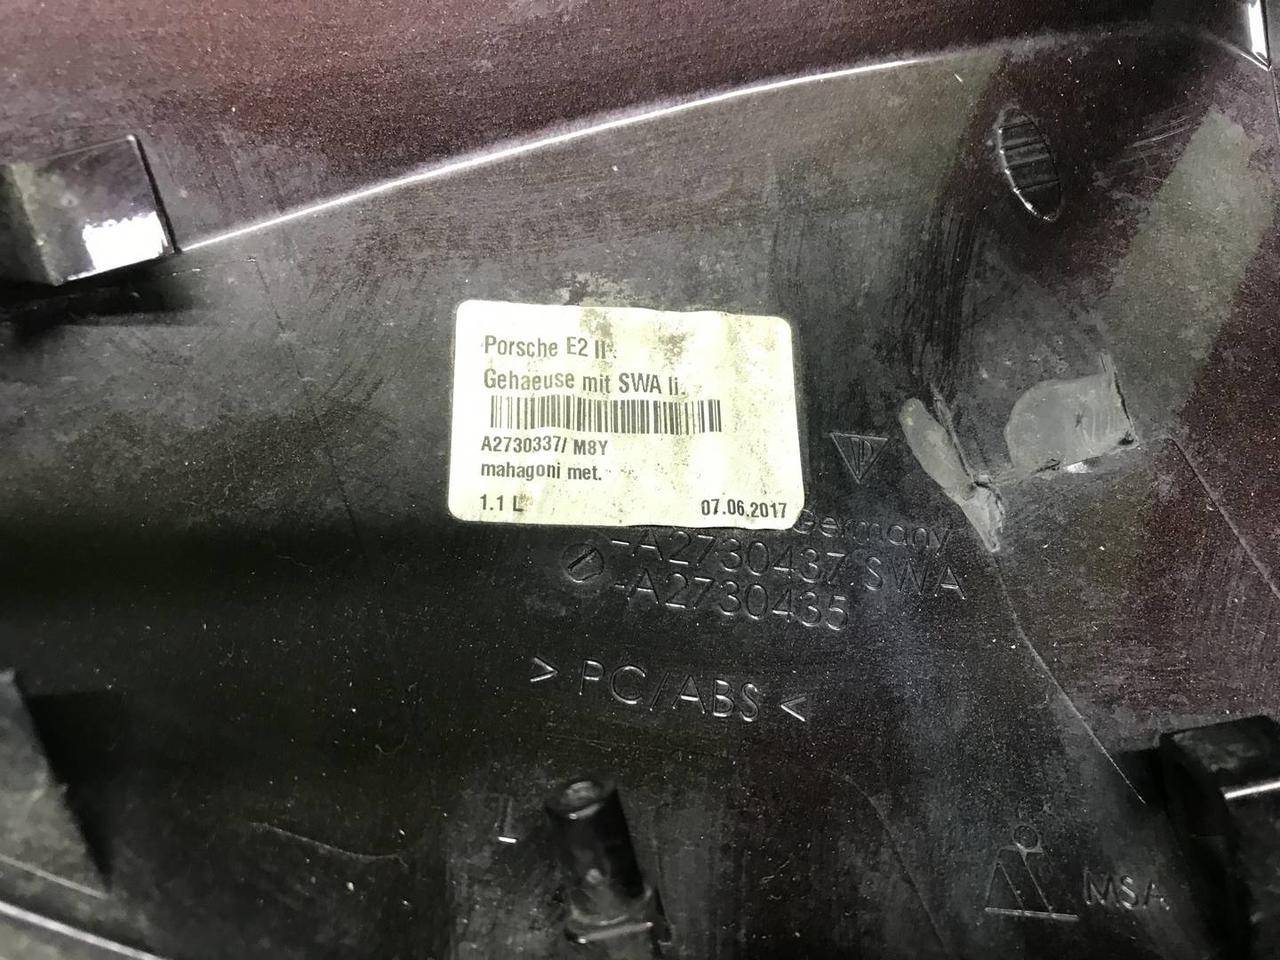 Porsche E2 II
Gehaeuse mit SWA li.
A2730337/ M8Y
mahagoni met.
1.1 L 07.06.2017
Germany
-A2730437 SWA
-A2730435
> PC/ABS <
L
MSA